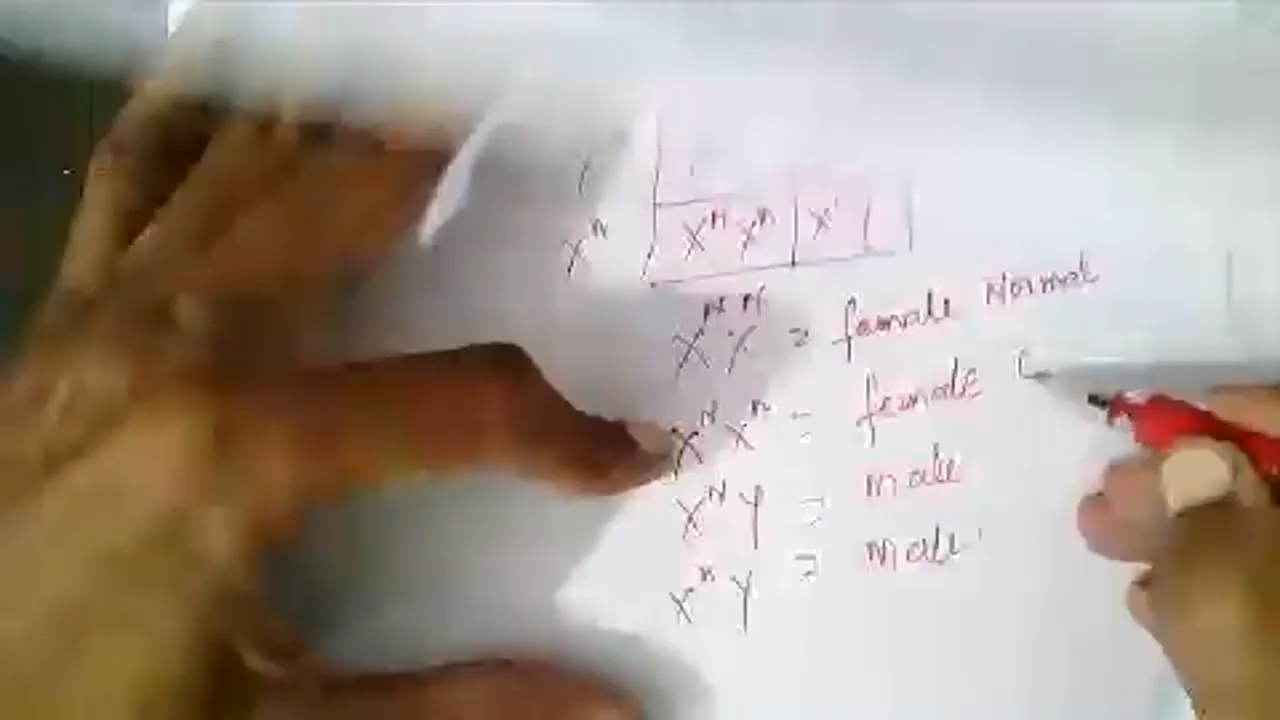 Xⁿ XᴺXⁿ
XᴺXᴺ = female Normal
XᴺXⁿ = female C
XᴺY = male
XⁿY = male